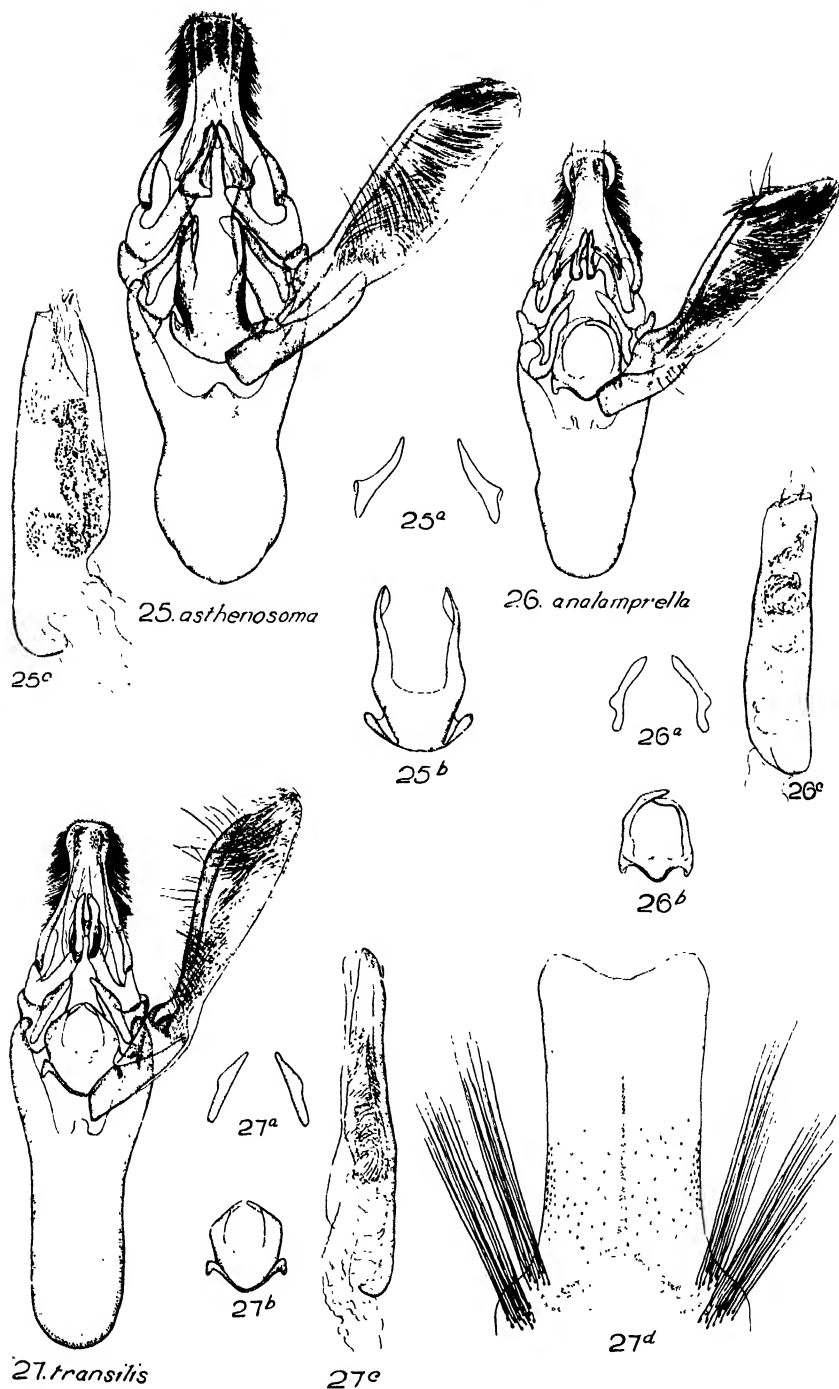 25ᵃ
25. asthenosoma
26. analamprella
25ᶜ
26ᵃ
25ᵇ
26ᶜ
26ᵇ
27ᵃ
27ᵇ
27ᵈ
27. transilis
27ᶜ